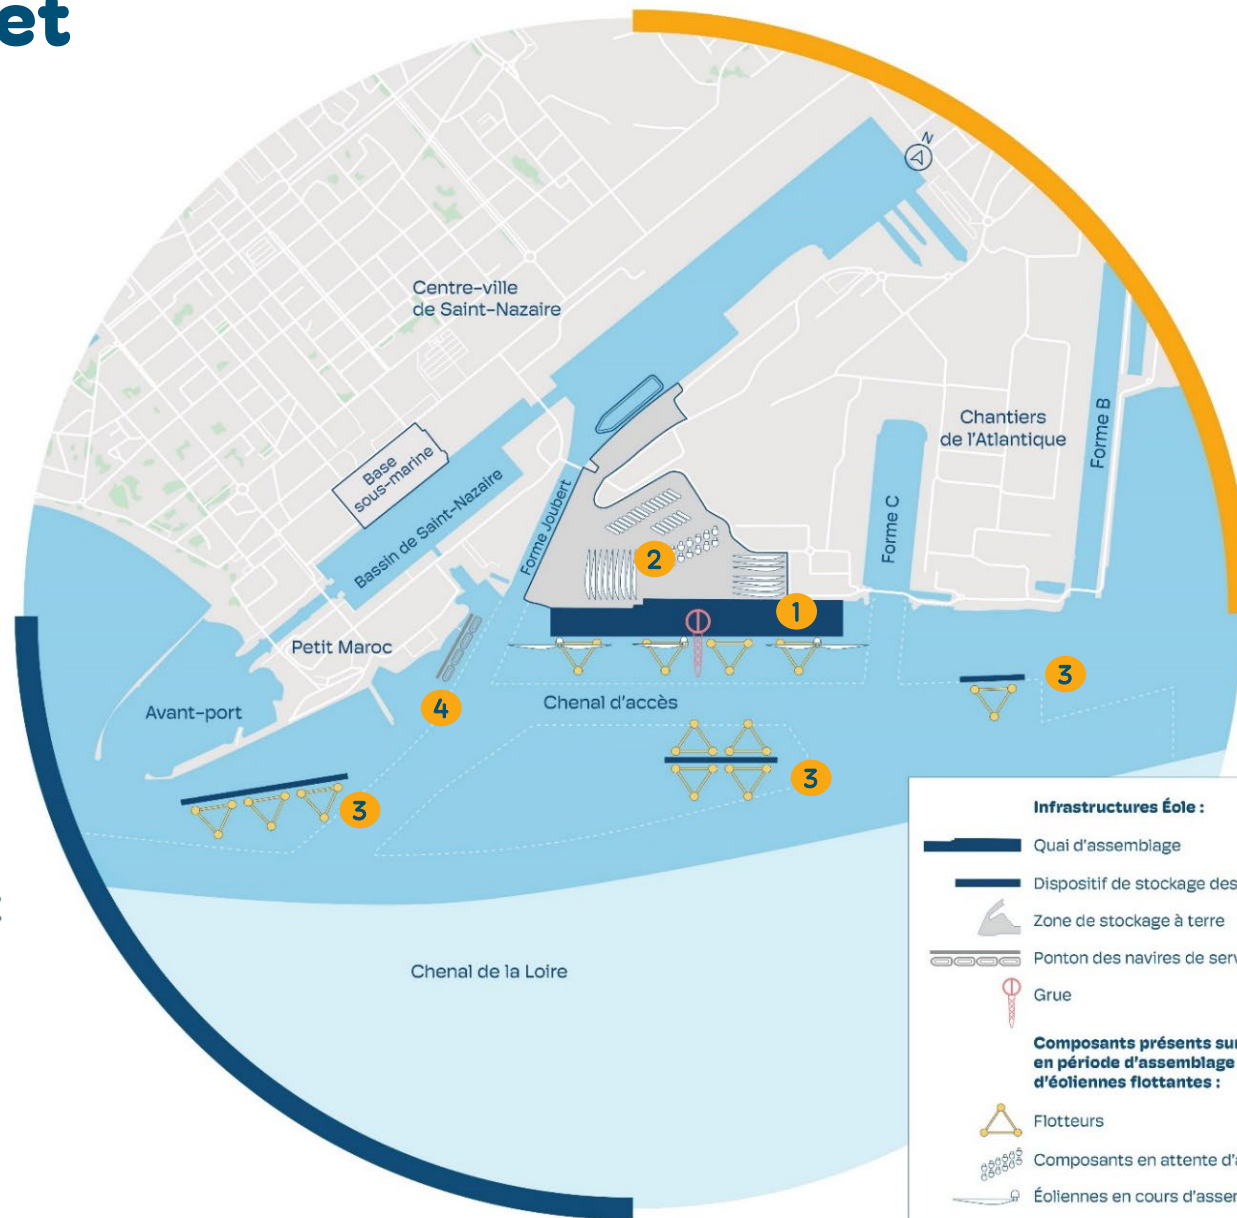 et
N
Centre-ville
de Saint-Nazaire
Chantiers
de l'Atlantique
Forme B
Base
sous-marine
Bassin de Saint-Nazaire
Forme Joubert
Forme C
2
1
Petit Maroc
3
4
Chenal d'accès
Avant-port
3
3
Chenal de la Loire
Infrastructures Éole :
Quai d'assemblage
Dispositif de stockage des
Zone de stockage à terre
Ponton des navires de serv
Grue
Composants présents sur
en période d'assemblage
d'éoliennes flottantes :
Flotteurs
Composants en attente d'a
Éoliennes en cours d'asser